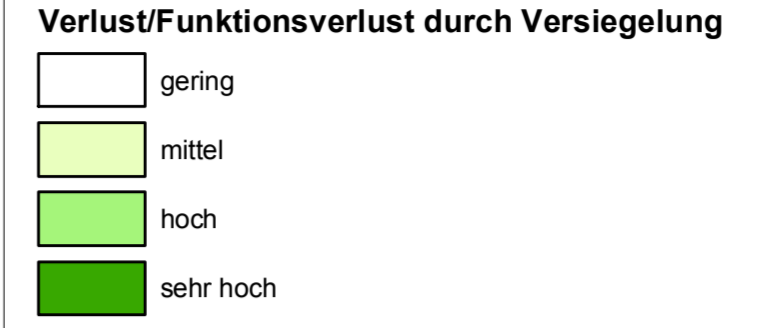 Verlust/Funktionsverlust durch Versiegelung
gering
mittel
hoch
sehr hoch